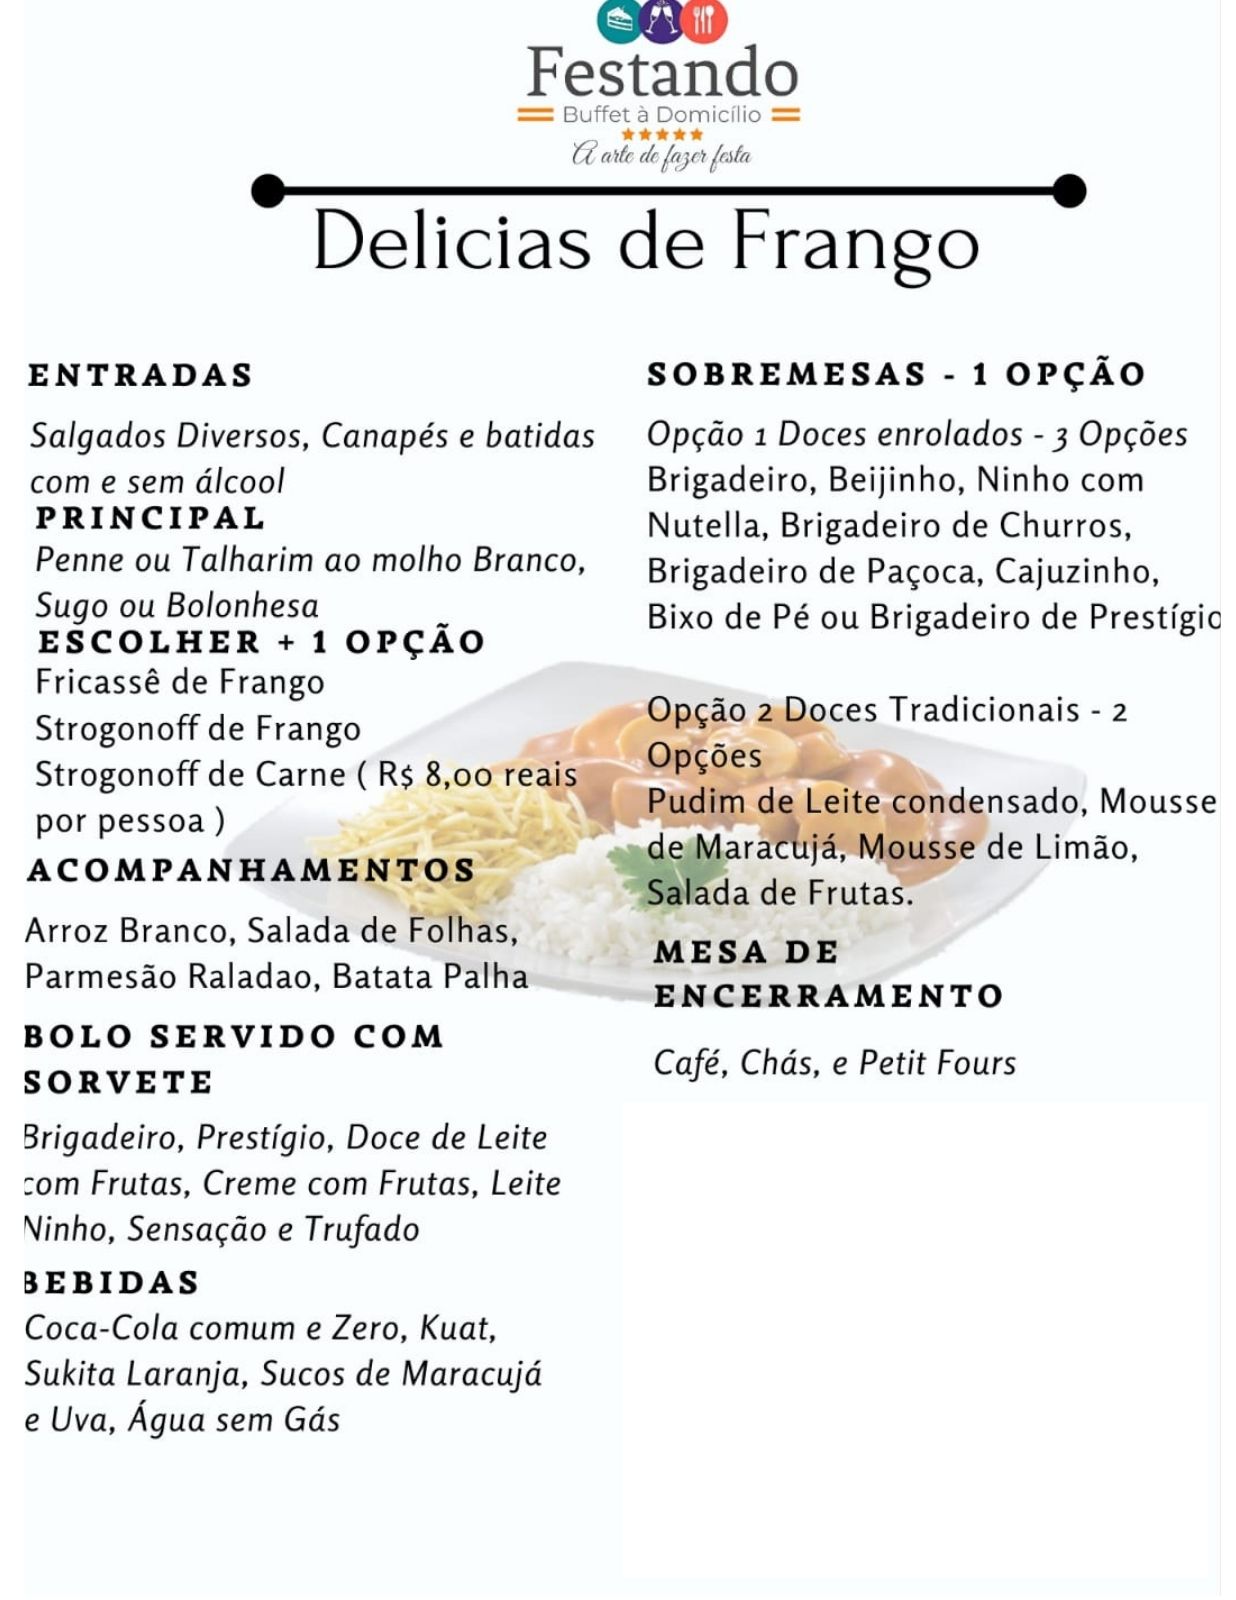 Festando
Buffet à Domicílio
A arte de fazer festa
Delicias de Frango
ENTRADAS
Salgados Diversos, Canapés e batidas
com e sem álcool
PRINCIPAL
Penne ou Talharim ao molho Branco,
Sugo ou Bolonhesa
ESCOLHER + 1 OPÇÃO
Fricassê de Frango
Strogonoff de Frango
Strogonoff de Carne ( R$ 8,00 reais
por pessoa )
ACOMPANHAMENTOS
Arroz Branco, Salada de Folhas,
Parmesão Raladao, Batata Palha
BOLO SERVIDO COM
SORVETE
Brigadeiro, Prestígio, Doce de Leite
com Frutas, Creme com Frutas, Leite
Ninho, Sensação e Trufado
BEBIDAS
Coca-Cola comum e Zero, Kuat,
Sukita Laranja, Sucos de Maracujá
e Uva, Água sem Gás
SOBREMESAS - 1 OPÇÃO
Opção 1 Doces enrolados - 3 Opções
Brigadeiro, Beijinho, Ninho com
Nutella, Brigadeiro de Churros,
Brigadeiro de Paçoca, Cajuzinho,
Bixo de Pé ou Brigadeiro de Prestígio
Opção 2 Doces Tradicionais - 2
Opções
Pudim de Leite condensado, Mousse
de Maracujá, Mousse de Limão,
Salada de Frutas.
MESA DE
ENCERRAMENTO
Café, Chás, e Petit Fours